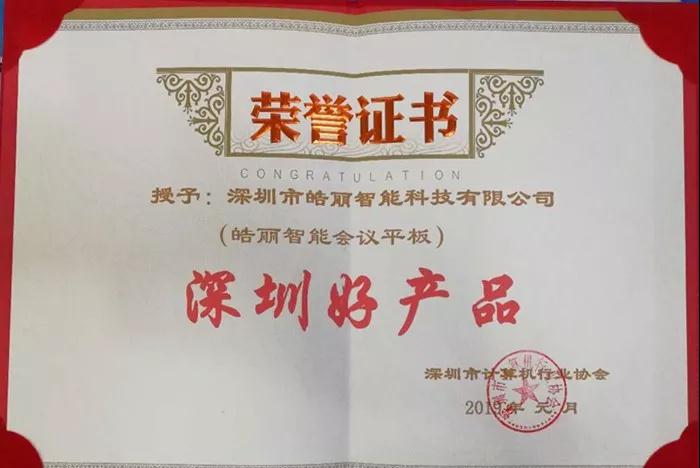 荣誉证书
CONGRATULATION
授予：深圳市皓丽智能科技有限公司
（皓丽智能会议平板）
深圳好产品
深圳市计算机行业协会
2019年元月